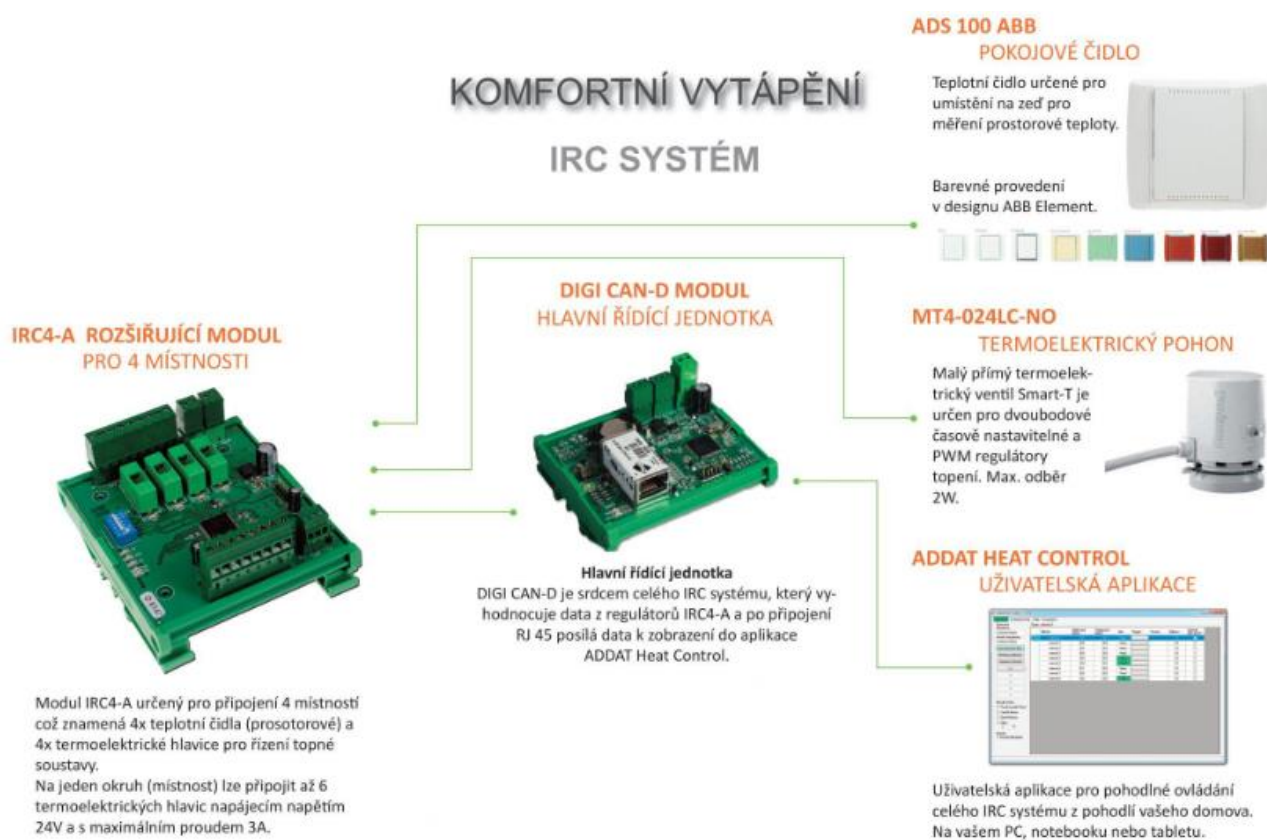 KOMFORTNÍ VYTÁPĚNÍ
IRC SYSTÉM
ADS 100 ABB
POKOJOVÉ ČIDLO
Teplotní čidlo určené pro
umístění na zeď pro
měření prostorové teploty.
Barevné provedení
v designu ABB Element.
IRC4-A ROZŠIŘUJÍCÍ MODUL
PRO 4 MÍSTNOSTI
Modul IRC4-A určený pro připojení 4 místností
což znamená 4x teplotní čidla (prosotorové) a
4x termoelektrické hlavice pro řízení topné
soustavy.
Na jeden okruh (místnost) lze připojit až 6
termoelektrických hlavic napájecím napětím
24V a s maximálním proudem 3A.
DIGI CAN-D MODUL
HLAVNÍ ŘÍDÍCÍ JEDNOTKA
Hlavní řídící jednotka
DIGI CAN-D je srdcem celého IRC systému, který vy-
hodnocuje data z regulátorů IRC4-A a po připojení
RJ 45 posílá data k zobrazení do aplikace
ADDAT Heat Control.
MT4-024LC-NO
TERMOELEKTRICKÝ POHON
Malý přímý termoelek-
trický ventil Smart-T je
určen pro dvoubodové
časově nastavitelné a
PWM regulátory
topení. Max. odběr
2W.
ADDAT HEAT CONTROL
UŽIVATELSKÁ APLIKACE
Uživatelská aplikace pro pohodlné ovládání
celého IRC systému z pohodlí vašeho domova.
Na vašem PC, notebooku nebo tabletu.